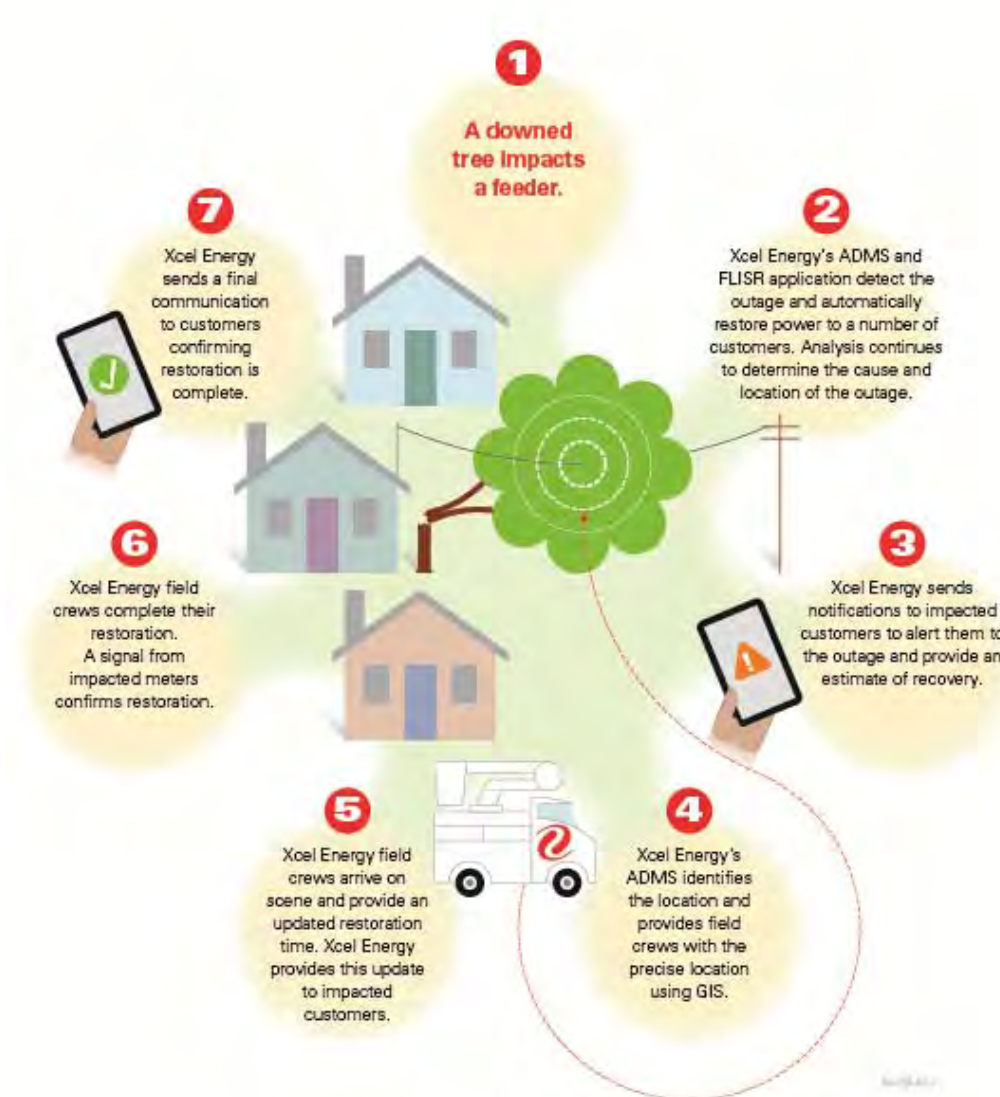 1
A downed
tree impacts
a feeder.
2
Xcel Energy's ADMS and
FLISR application detect the
outage and automatically
restore power to a number of
customers. Analysis continues
to determine the cause and
location of the outage.
3
Xcel Energy sends
notifications to impacted
customers to alert them to
the outage and provide an
estimate of recovery.
4
Xcel Energy's
ADMS identifies
the location and
provides field
crews with the
precise location
using GIS.
5
Xcel Energy field
crews arrive on
scene and provide an
updated restoration
time. Xcel Energy
provides this update
to impacted
customers.
6
Xcel Energy field
crews complete their
restoration.
A signal from
impacted meters
confirms restoration.
7
Xcel Energy
sends a final
communication
to customers
confirming
restoration is
complete.
!